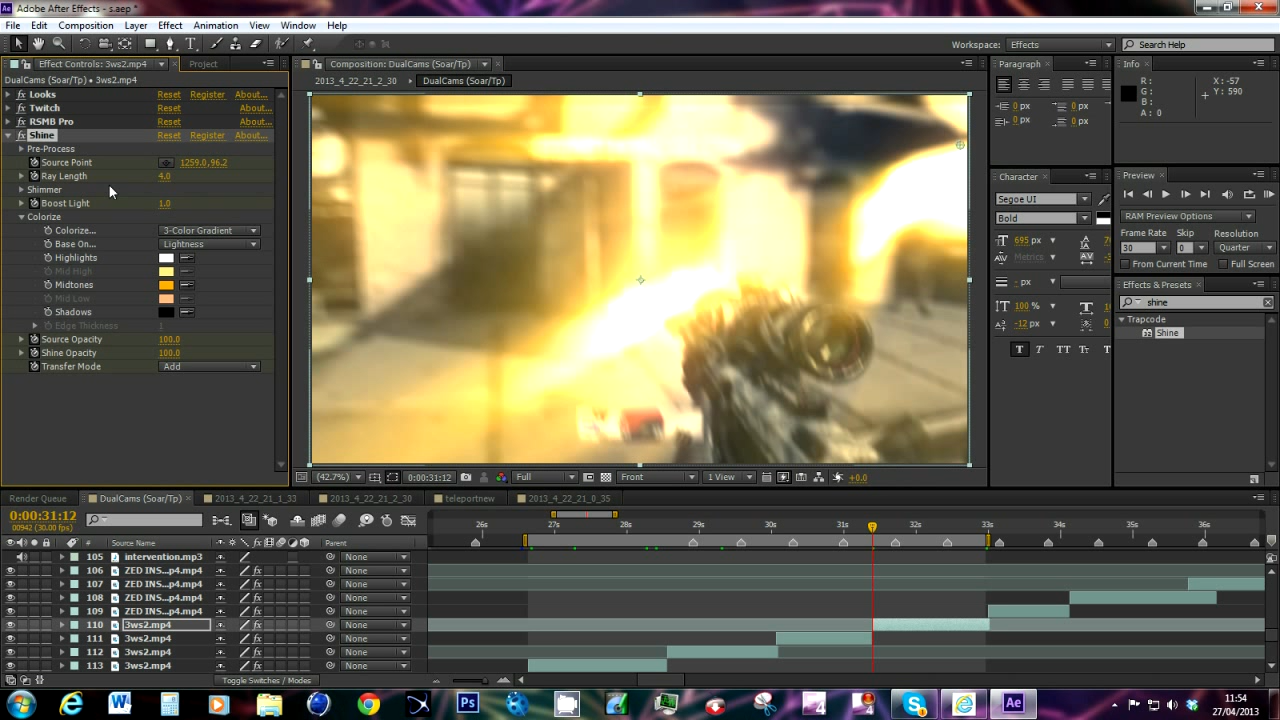 Adobe After Effects - s.aep *
File Edit Composition Layer Effect Animation View Window Help
Workspace: Effects Search Help
Effect Controls: 3ws2.mp4 Project
DualCams (Soar/Tp) • 3ws2.mp4
fx Looks Reset Register About...
fx Twitch Reset About...
fx RSMB Pro Reset About...
fx Shine Reset Register About...
Pre-Process
Source Point 1259.0, 96.2
Ray Length 4.0
Shimmer
Boost Light 1.0
Colorize
Colorize... 3-Color Gradient
Base On... Lightness
Highlights
Mid High
Midtones
Mid Low
Shadows
Edge Thickness 1
Source Opacity 100.0
Shine Opacity 100.0
Transfer Mode Add
Composition: DualCams (Soar/Tp)
2013_4_22_21_2_30 DualCams (Soar/Tp)
(42.7%) 0:00:31:12 Full Front 1 View +0.0
Paragraph
0 px 0 px
0 px 0 px
0 px
Character
Segoe UI
Bold
695 px
Metrics
- px
100 %
-12 px
T T TT
Info
R : X : -57
G : Y : 590
B :
A : 0
Preview
RAM Preview Options
Frame Rate Skip Resolution
30 0 Quarter
From Current Time Full Screen
Effects & Presets
shine
Trapcode
Shine
Render Queue DualCams (Soar/Tp) 2013_4_22_21_1_33 2013_4_22_21_2_30 teleportnew 2013_4_22_21_0_35
0:00:31:12
00942 (30.00 fps)
26s 27s 28s 29s 30s 32s 33s 34s 35s 36s
# Source Name Parent
105 intervention.mp3 None
106 ZED INS...p4.mp4 None
107 ZED INS...p4.mp4 None
108 ZED INS...p4.mp4 None
109 ZED INS...p4.mp4 None
110 3ws2.mp4 None
111 3ws2.mp4 None
112 3ws2.mp4 None
113 3ws2.mp4 None
Toggle Switches / Modes
11:54
27/04/2013